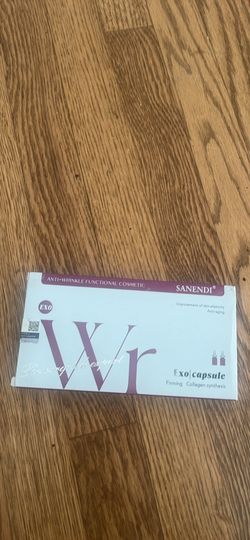 ANTI-WRINKLE FUNCTIONAL COSMETIC
SANENDI®
EXO
Improvement of skin elasticity
Anti-aging
Wr
Exo|capsule
Firming Collagen synthesis